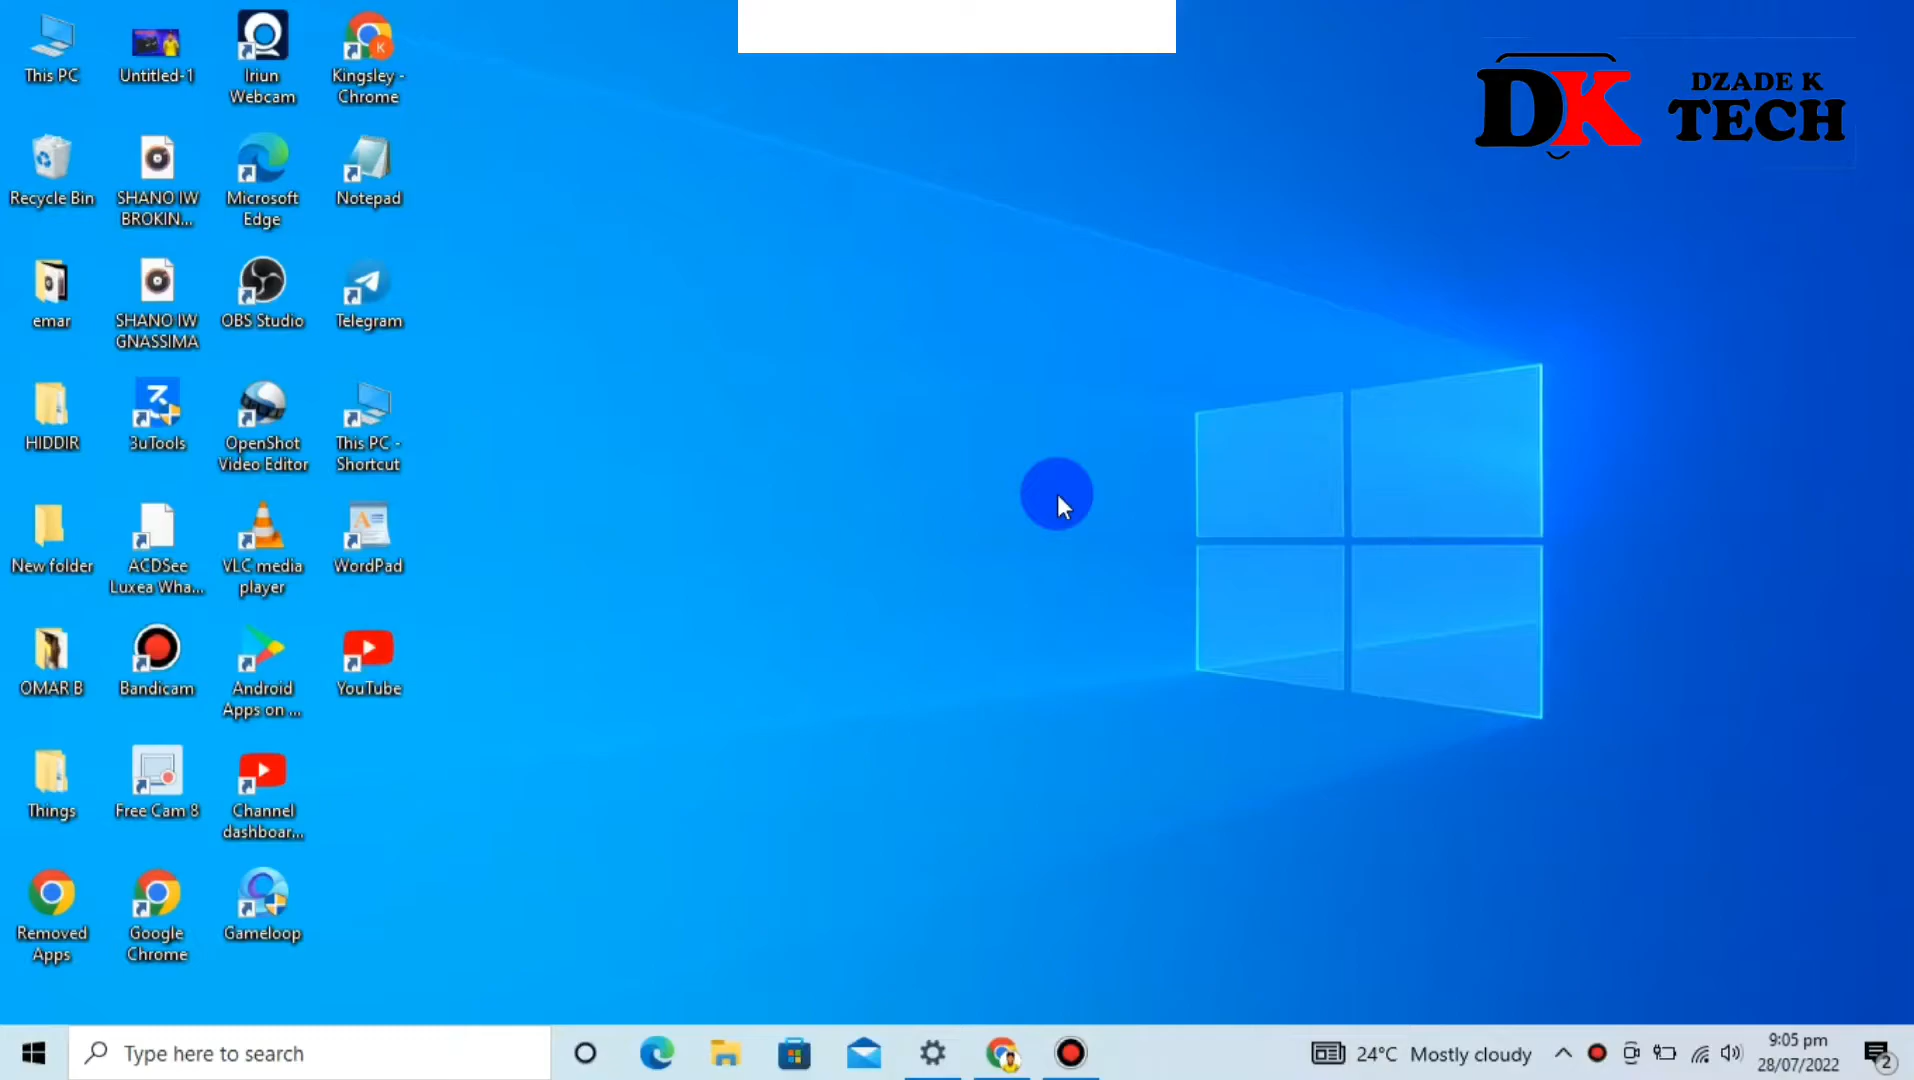 This PC
Untitled-1
Iriun
Webcam
Kingsley -
Chrome
K
DK
DZADE K
TECH
Recycle Bin
SHANO IW
BROKIN...
Microsoft
Edge
Notepad
emar
SHANO IW
GNASSIMA
OBS Studio
Telegram
HIDDIR
3uTools
OpenShot
Video Editor
This PC -
Shortcut
New folder
ACDSee
Luxea Wha...
VLC media
player
WordPad
OMAR B
Bandicam
Android
Apps on ...
YouTube
Things
Free Cam 8
Channel
dashboar...
Removed
Apps
Google
Chrome
Gameloop
Type here to search
24°C Mostly cloudy
9:05 pm
28/07/2022
2